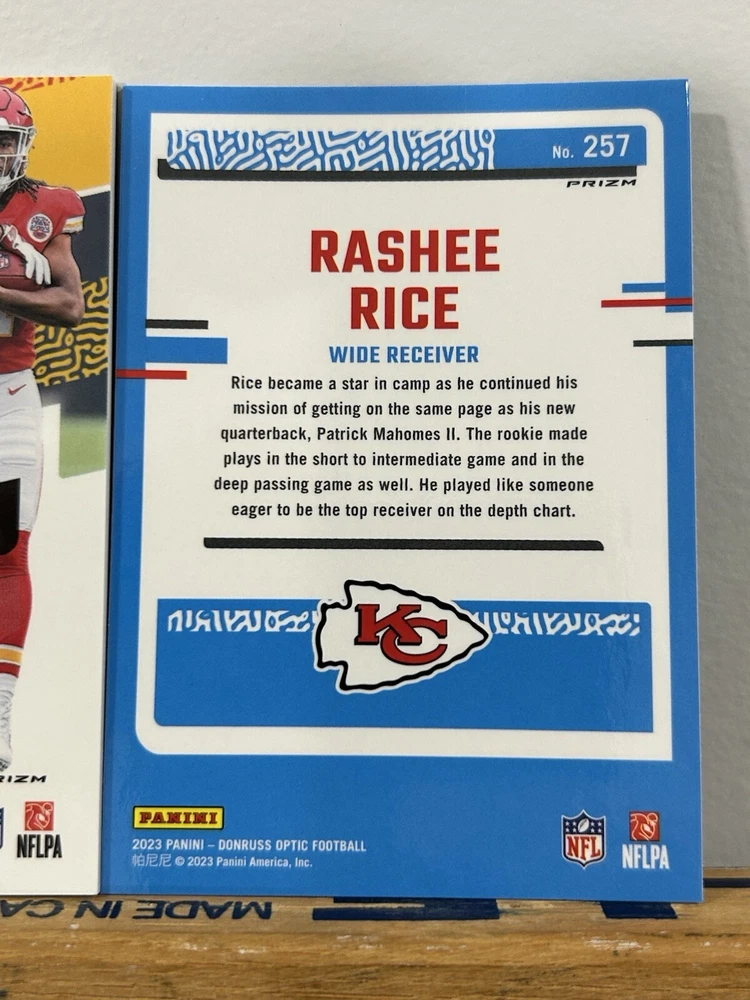 No. 257
PRIZM
RASHEE
RICE
WIDE RECEIVER
Rice became a star in camp as he continued his
mission of getting on the same page as his new
quarterback, Patrick Mahomes II. The rookie made
plays in the short to intermediate game and in the
deep passing game as well. He played like someone
eager to be the top receiver on the depth chart.
KC
PANINI
2023 PANINI – DONRUSS OPTIC FOOTBALL
帕尼尼 © 2023 Panini America, Inc.
NFL
NFLPA
RIZM
NFLPA
MADE IN CA